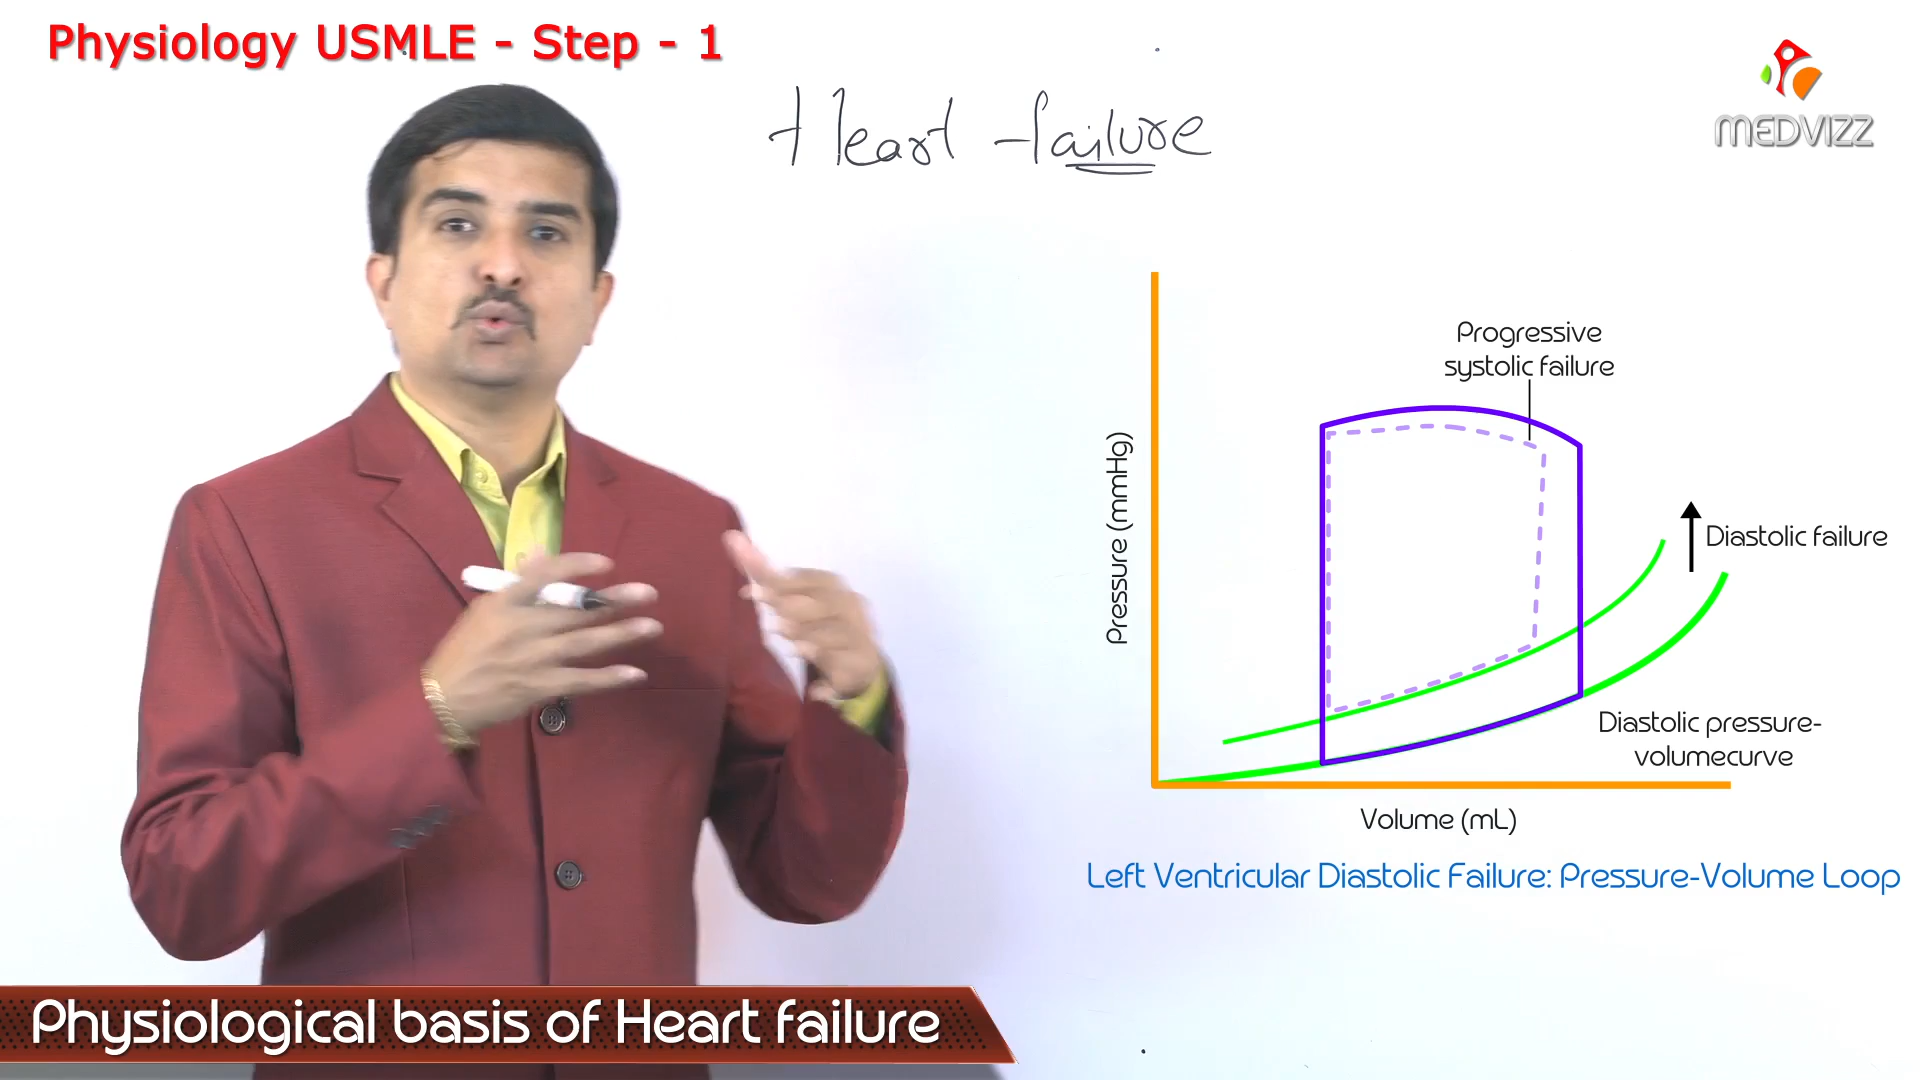 Physiology USMLE - Step - 1
Heart failure
MEDVIZZ
Progressive
systolic failure
Diastolic failure
Pressure (mmHg)
Diastolic pressure-
volumecurve
Volume (mL)
Left Ventricular Diastolic Failure: Pressure-Volume Loop
Physiological basis of Heart failure